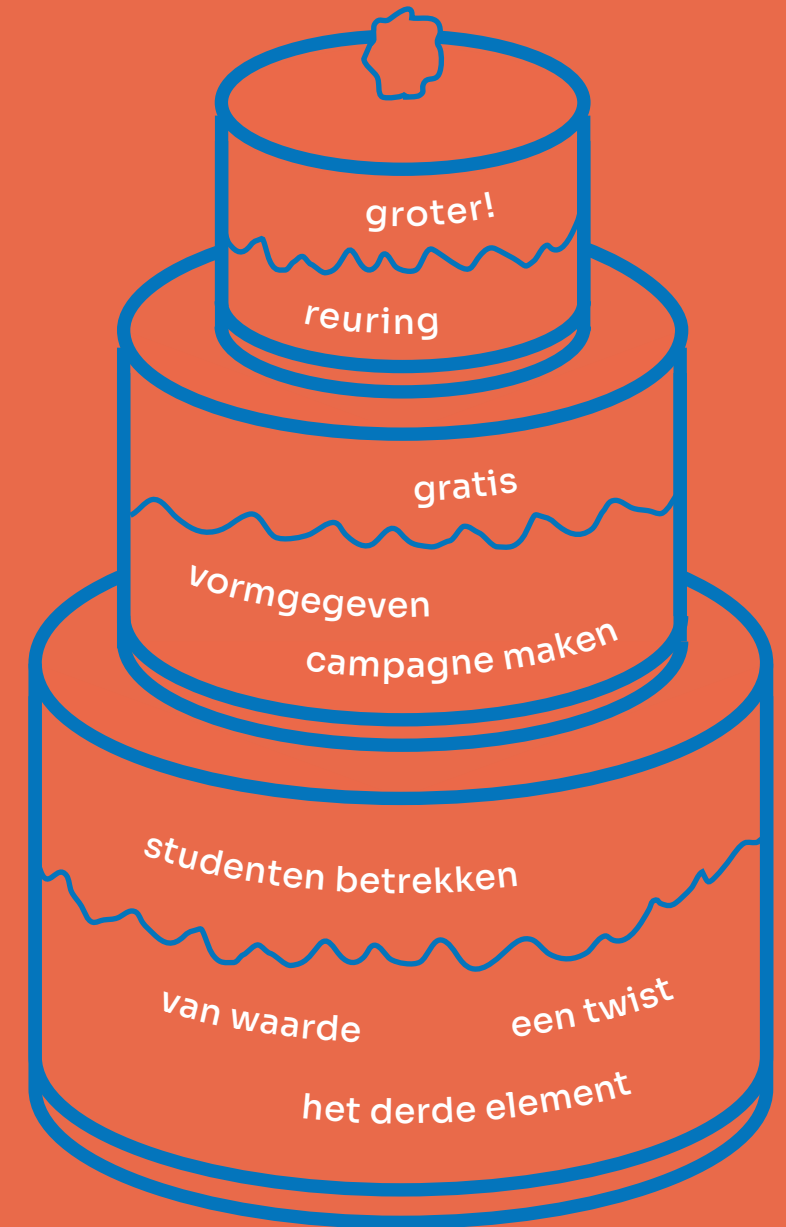 groter!
reuring
gratis
vormgegeven
campagne maken
studenten betrekken
van waarde
een twist
het derde element